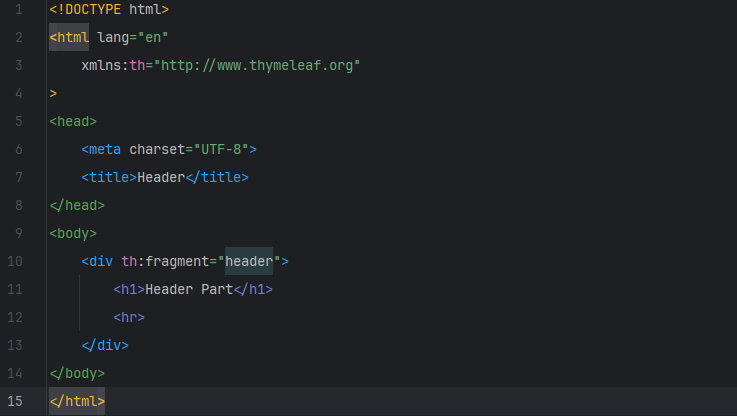 1 <!DOCTYPE html>
2 <html lang="en"
3     xmlns:th="http://www.thymeleaf.org"
4 >
5 <head>
6     <meta charset="UTF-8">
7     <title>Header</title>
8 </head>
9 <body>
10     <div th:fragment="header">
11         <h1>Header Part</h1>
12         <hr>
13     </div>
14 </body>
15 </html>